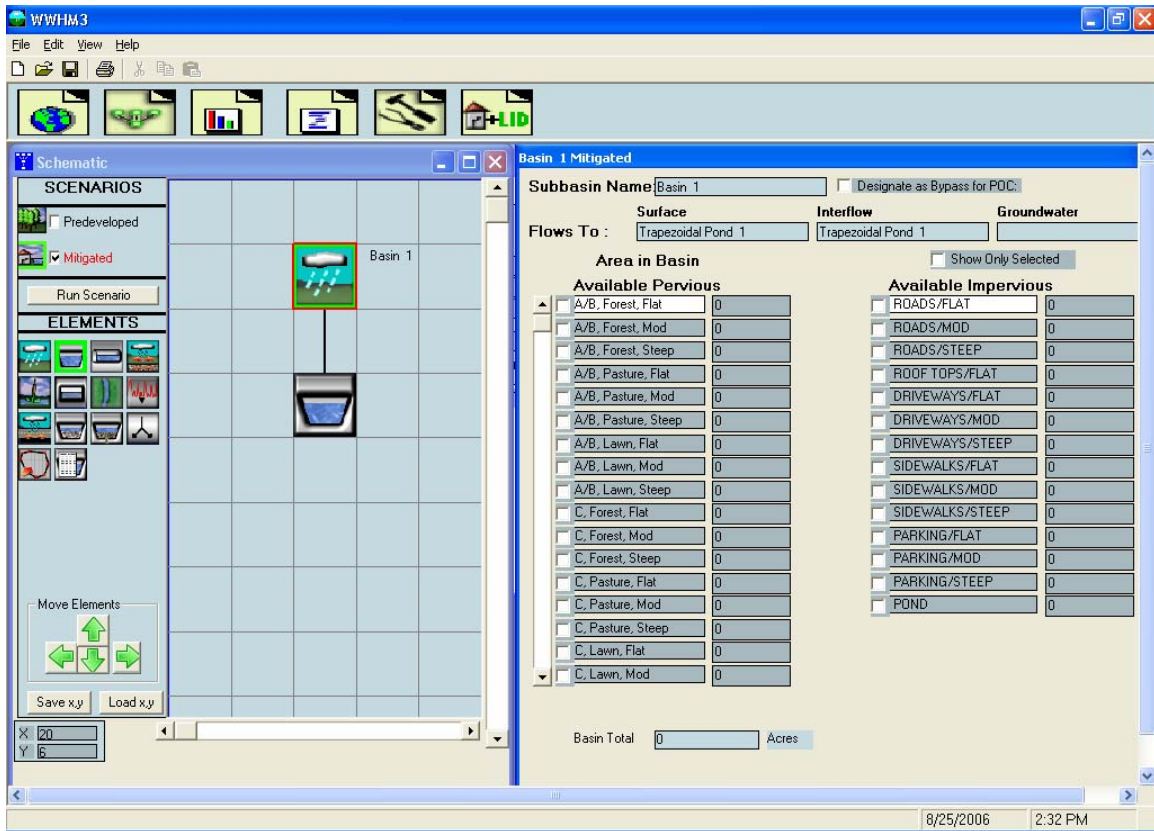 WWHM3
File Edit View Help
+LID
Schematic
SCENARIOS
Predeveloped
Mitigated
Run Scenario
ELEMENTS
Move Elements
Save x,y Load x,y
X 20
Y 6
Basin 1
Basin 1 Mitigated
Subbasin Name: Basin 1 Designate as Bypass for POC:
Surface Interflow Groundwater
Flows To : Trapezoidal Pond 1 Trapezoidal Pond 1
Area in Basin Show Only Selected
Available Pervious Available Impervious
A/B, Forest, Flat 0 ROADS/FLAT 0
A/B, Forest, Mod 0 ROADS/MOD 0
A/B, Forest, Steep 0 ROADS/STEEP 0
A/B, Pasture, Flat 0 ROOF TOPS/FLAT 0
A/B, Pasture, Mod 0 DRIVEWAYS/FLAT 0
A/B, Pasture, Steep 0 DRIVEWAYS/MOD 0
A/B, Lawn, Flat 0 DRIVEWAYS/STEEP 0
A/B, Lawn, Mod 0 SIDEWALKS/FLAT 0
A/B, Lawn, Steep 0 SIDEWALKS/MOD 0
C, Forest, Flat 0 SIDEWALKS/STEEP 0
C, Forest, Mod 0 PARKING/FLAT 0
C, Forest, Steep 0 PARKING/MOD 0
C, Pasture, Flat 0 PARKING/STEEP 0
C, Pasture, Mod 0 POND 0
C, Pasture, Steep 0
C, Lawn, Flat 0
C, Lawn, Mod 0
Basin Total 0 Acres
8/25/2006 2:32 PM